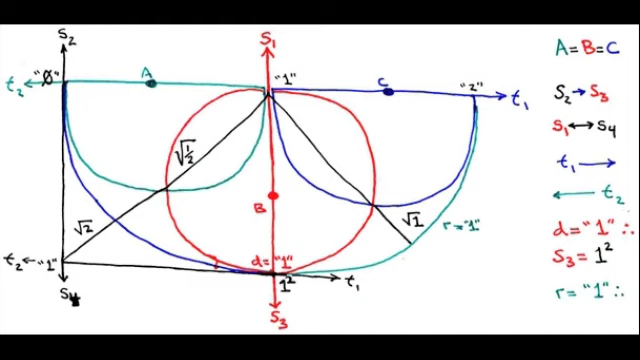 S₂
S₁
t₂ ← "Ø"
A
"1"
C
"2"
t₁
√½
√2
B
√1
r="1"
t₂ ← "1"
d="1"
1²
t₁
S₄
S₃
A=B=C
S₂ → S₃
S₁ ↔ S₄
t₁ →
← t₂
d="1" ∴
S₃ = 1²
r="1" ∴